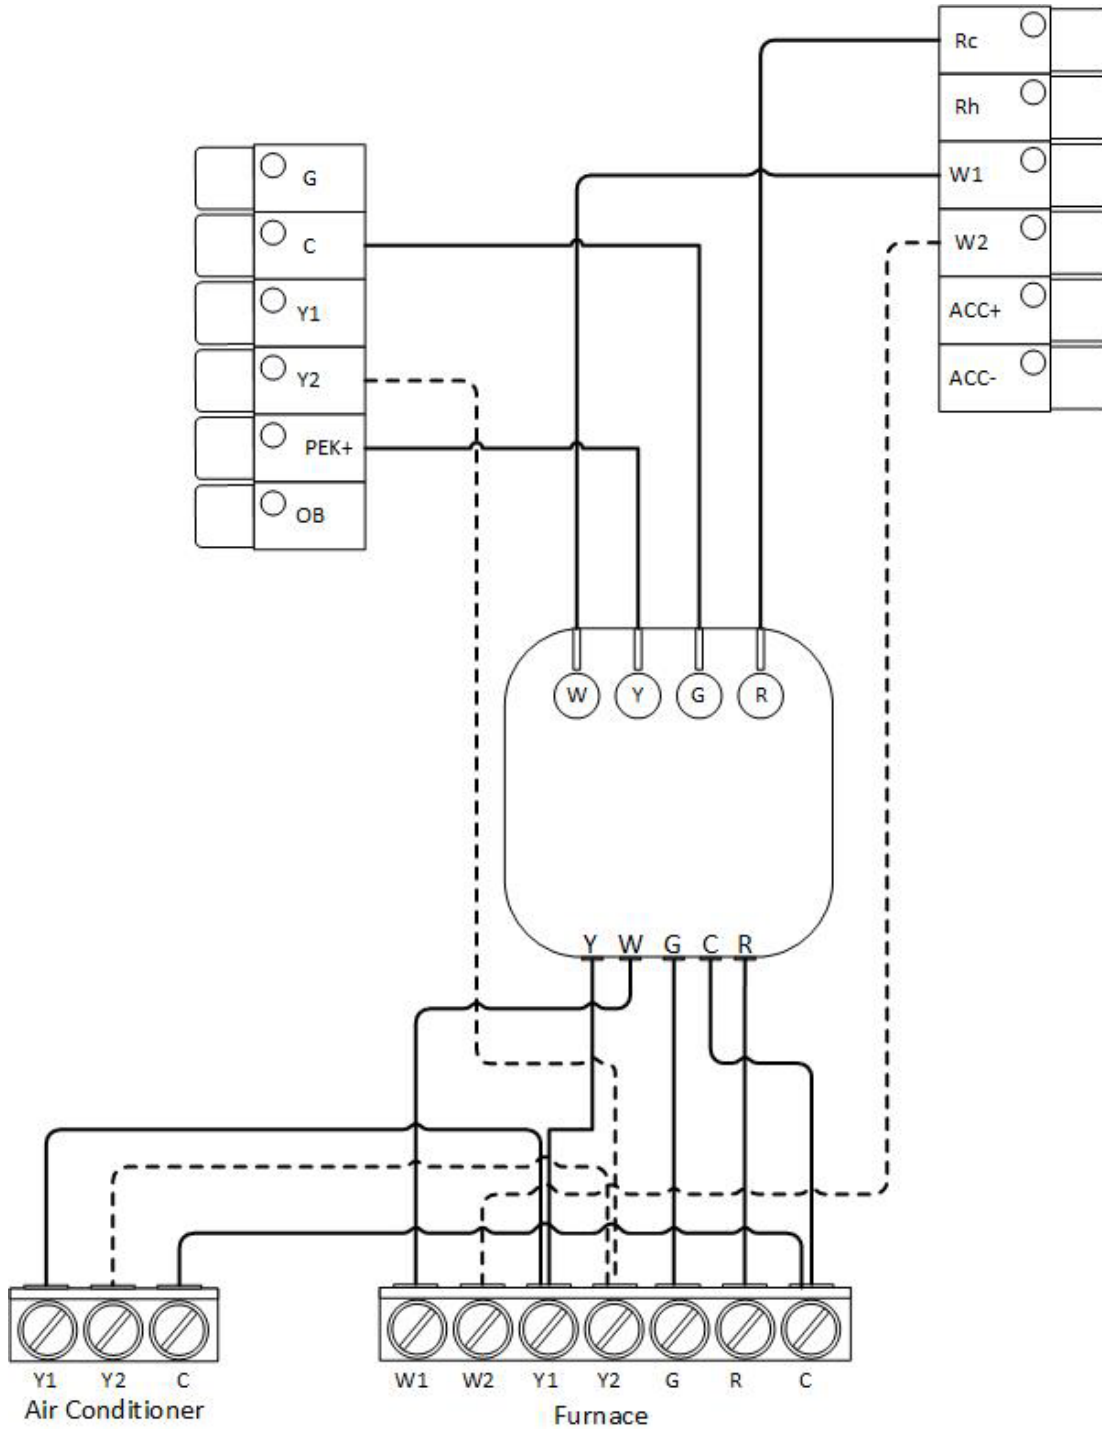 Rc
Rh
W1
W2
ACC+
ACC-
G
C
Y1
Y2
PEK+
OB
W Y G R
Y W G C R
Y1 Y2 C
Air Conditioner
W1 W2 Y1 Y2 G R C
Furnace